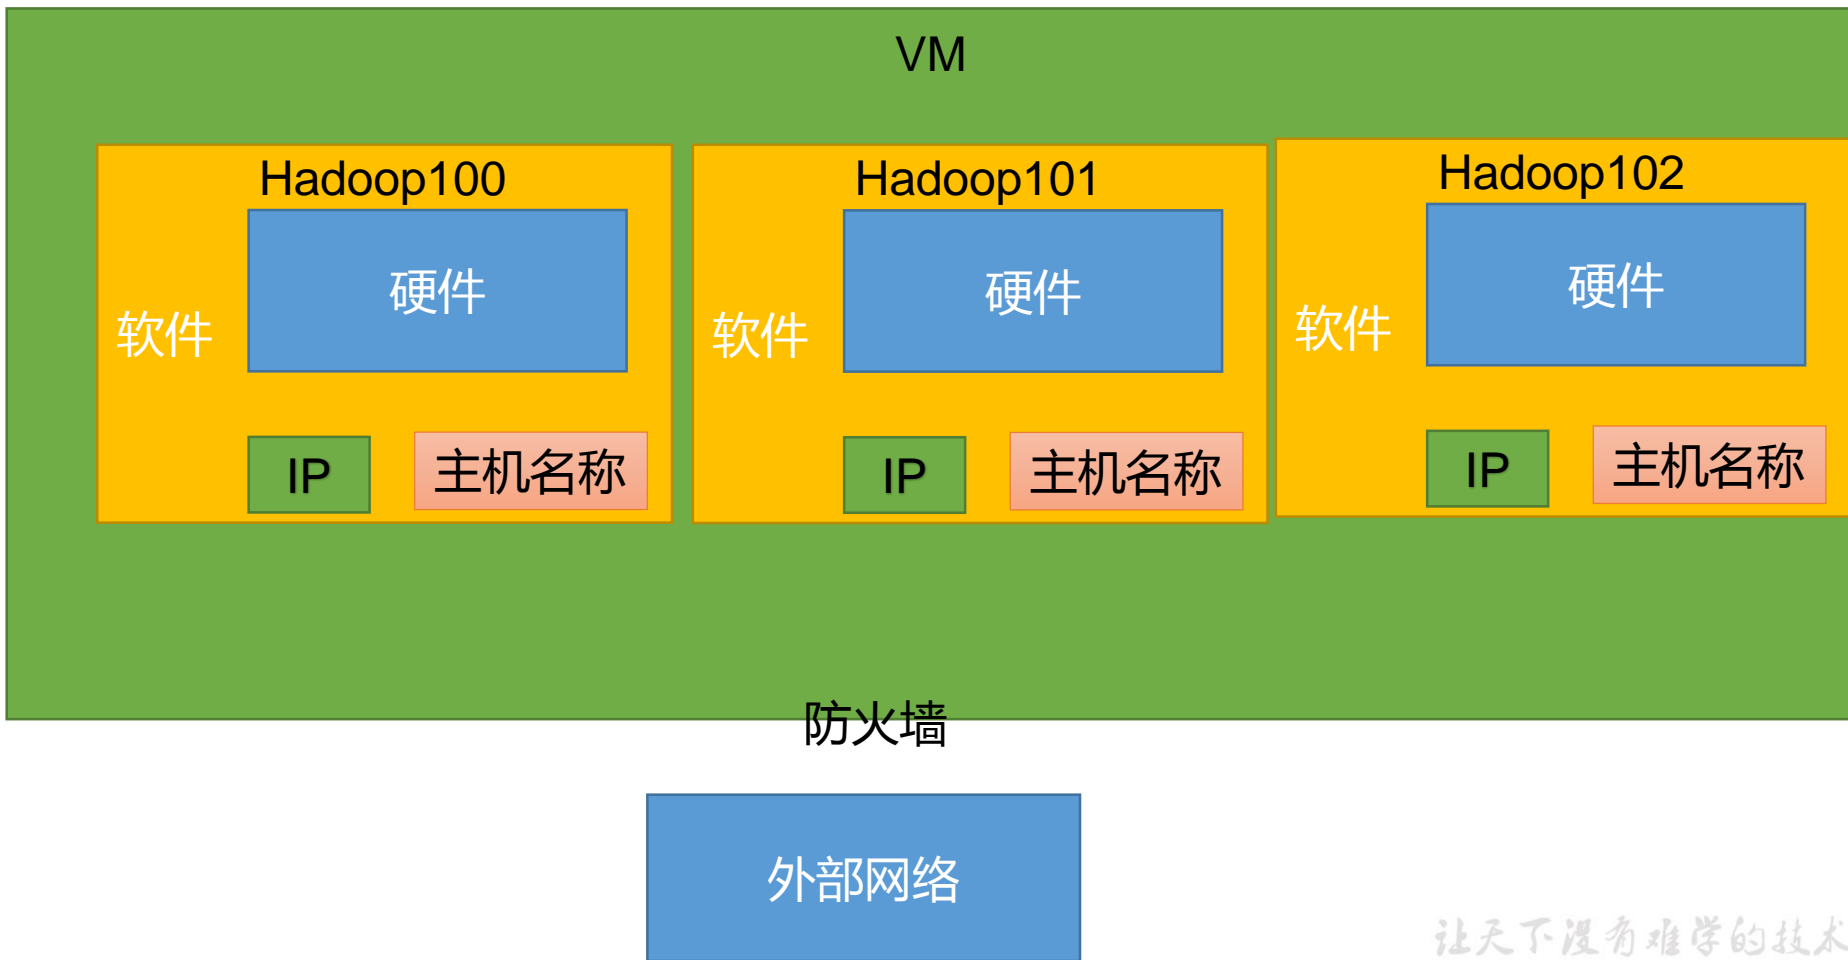 VM
Hadoop100
硬件
软件
IP
主机名称
Hadoop101
硬件
软件
IP
主机名称
Hadoop102
硬件
软件
IP
主机名称
防火墙
外部网络
让天下没有难学的技术